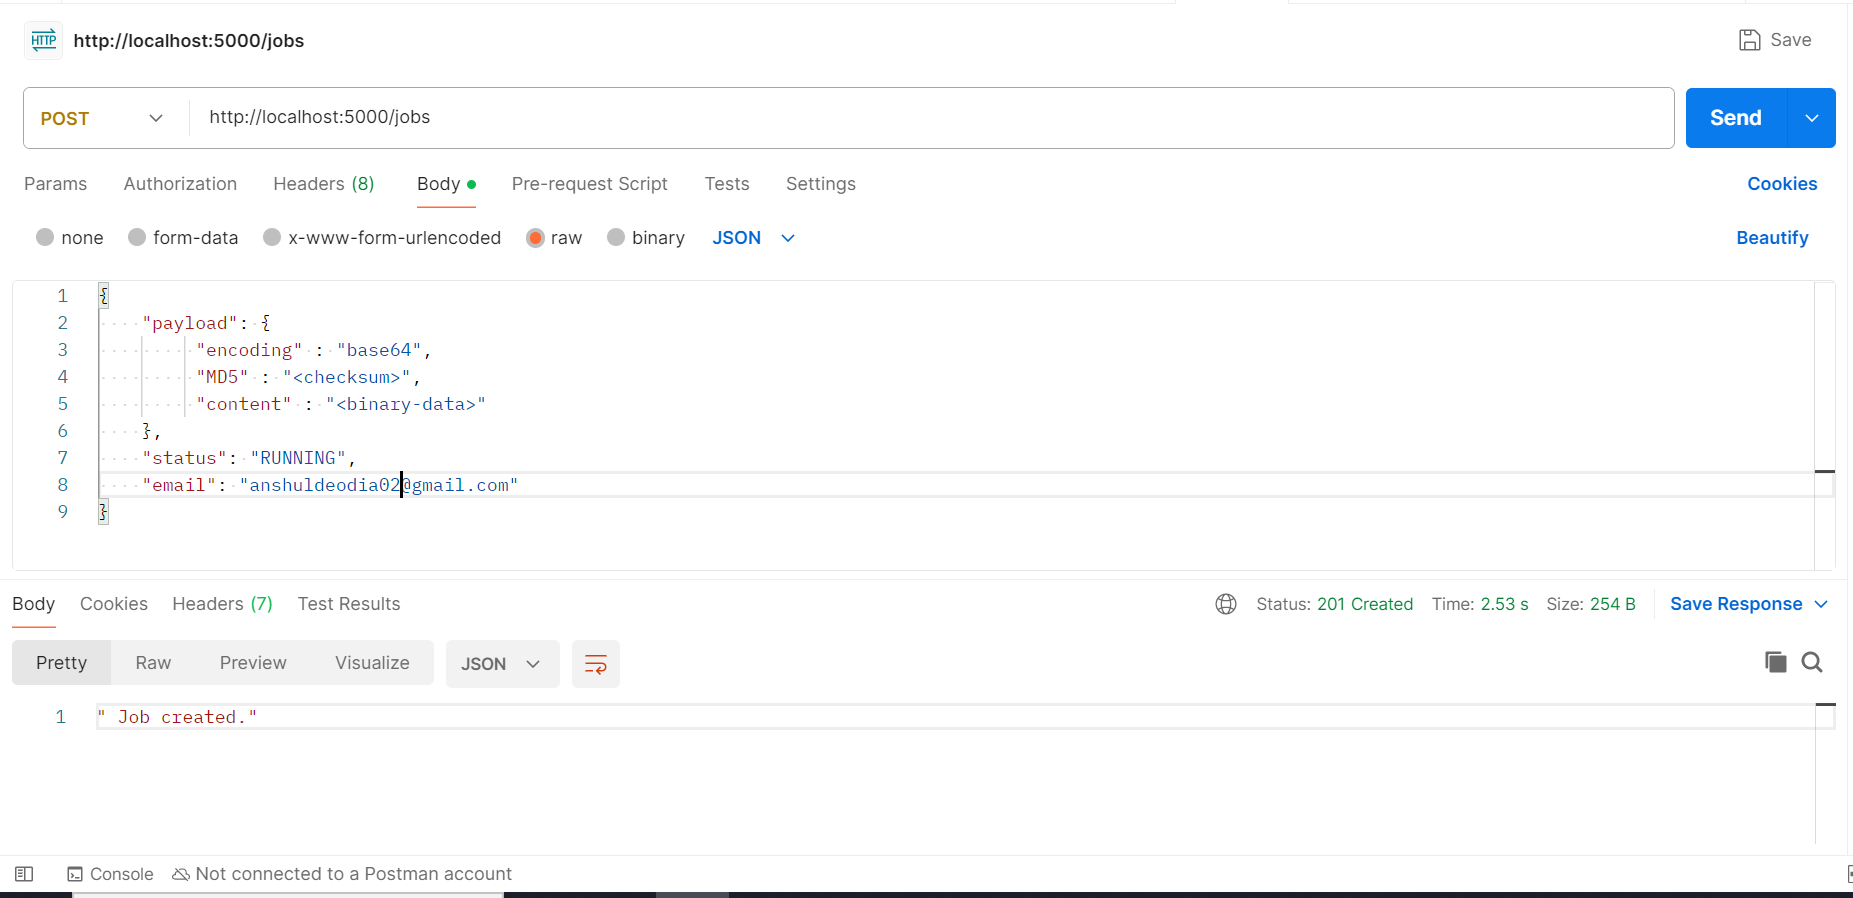 HTTP http://localhost:5000/jobs Save
POST http://localhost:5000/jobs Send
Params Authorization Headers (8) Body Pre-request Script Tests Settings Cookies
none form-data x-www-form-urlencoded raw binary JSON Beautify
1 {
2 "payload": {
3 "encoding" : "base64",
4 "MD5" : "<checksum>",
5 "content" : "<binary-data>"
6 },
7 "status": "RUNNING",
8 "email": "anshuldeodia02@gmail.com"
9 }
Body Cookies Headers (7) Test Results Status: 201 Created Time: 2.53 s Size: 254 B Save Response
Pretty Raw Preview Visualize JSON
1 " Job created."
Console Not connected to a Postman account